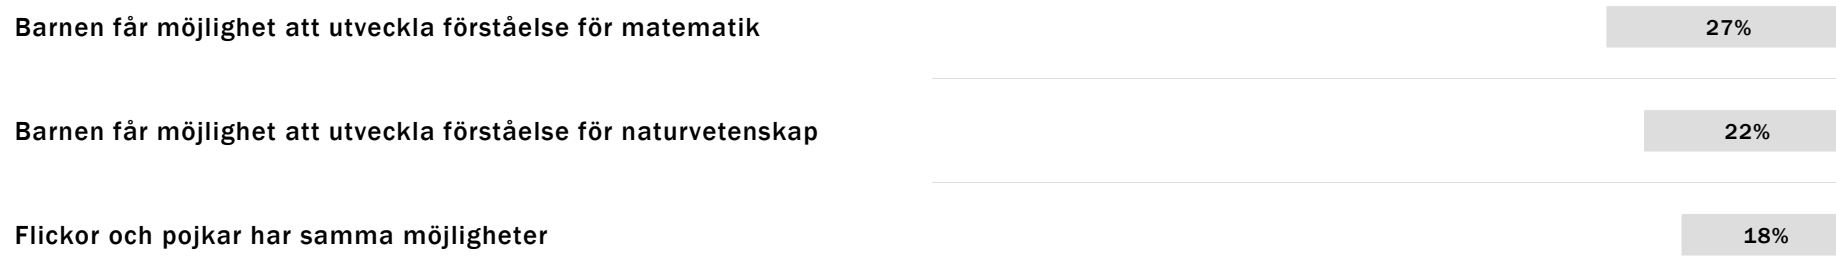 Barnen får möjlighet att utveckla förståelse för matematik 27%
Barnen får möjlighet att utveckla förståelse för naturvetenskap 22%
Flickor och pojkar har samma möjligheter 18%